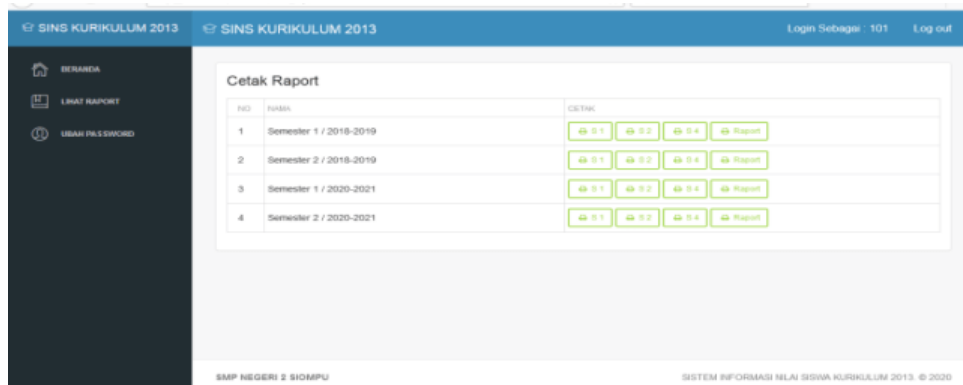 SINS KURIKULUM 2013
SINS KURIKULUM 2013 Login Sebagai : 101 Log out
BERANDA
LIHAT RAPORT
UBAH PASSWORD
Cetak Raport
NO NAMA CETAK
1 Semester 1 / 2018-2019 S 1 S 2 S 4 Raport
2 Semester 2 / 2018-2019 S 1 S 2 S 4 Raport
3 Semester 1 / 2020-2021 S 1 S 2 S 4 Raport
4 Semester 2 / 2020-2021 S 1 S 2 S 4 Raport
SMP NEGERI 2 SIOMPU SISTEM INFORMASI NILAI SISWA KURIKULUM 2013. © 2020